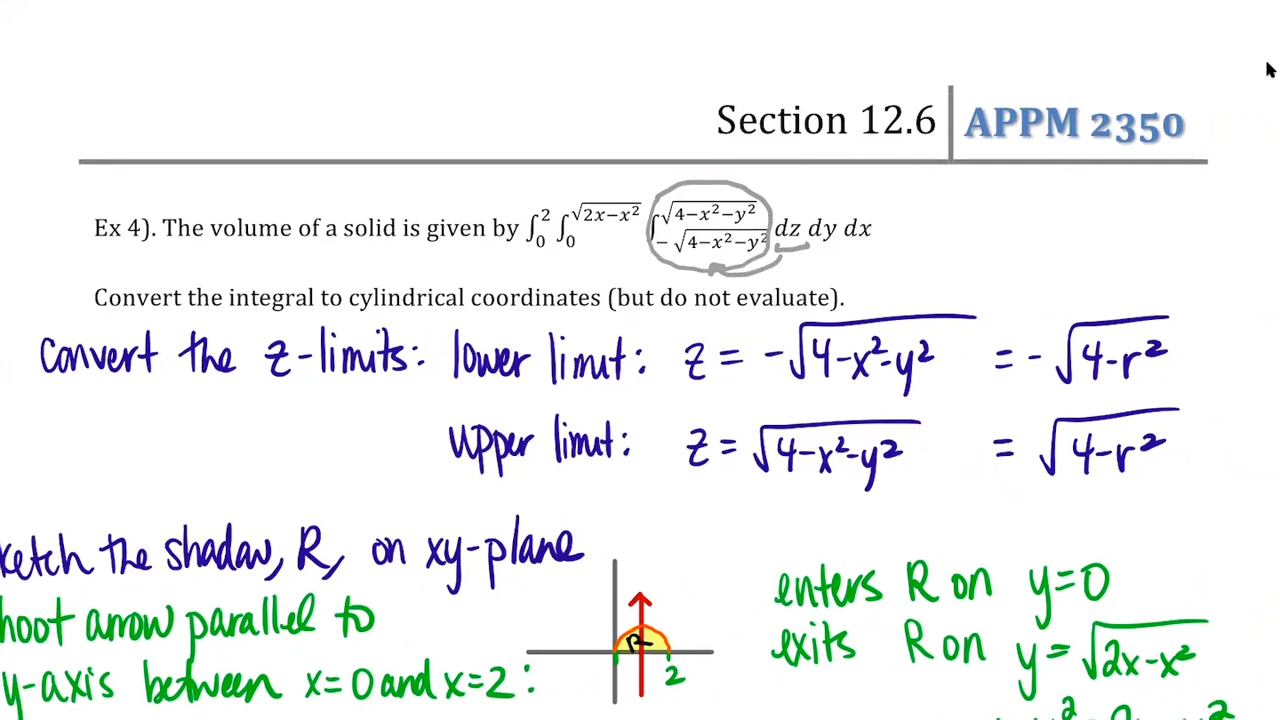 Section 12.6 | APPM 2350
Ex 4). The volume of a solid is given by ∫₀² ∫₀^√(2x−x²) ∫_{−√(4−x²−y²)}^{√(4−x²−y²)} dz dy dx
Convert the integral to cylindrical coordinates (but do not evaluate).
Convert the z-limits: lower limit: z = -√(4-x²-y²) = -√(4-r²)
upper limit: z = √(4-x²-y²) = √(4-r²)
ketch the shadow, R, on xy-plane
hoot arrow parallel to
y-axis between x=0 and x=2:
R
2
enters R on y=0
exits R on y=√(2x-x²)